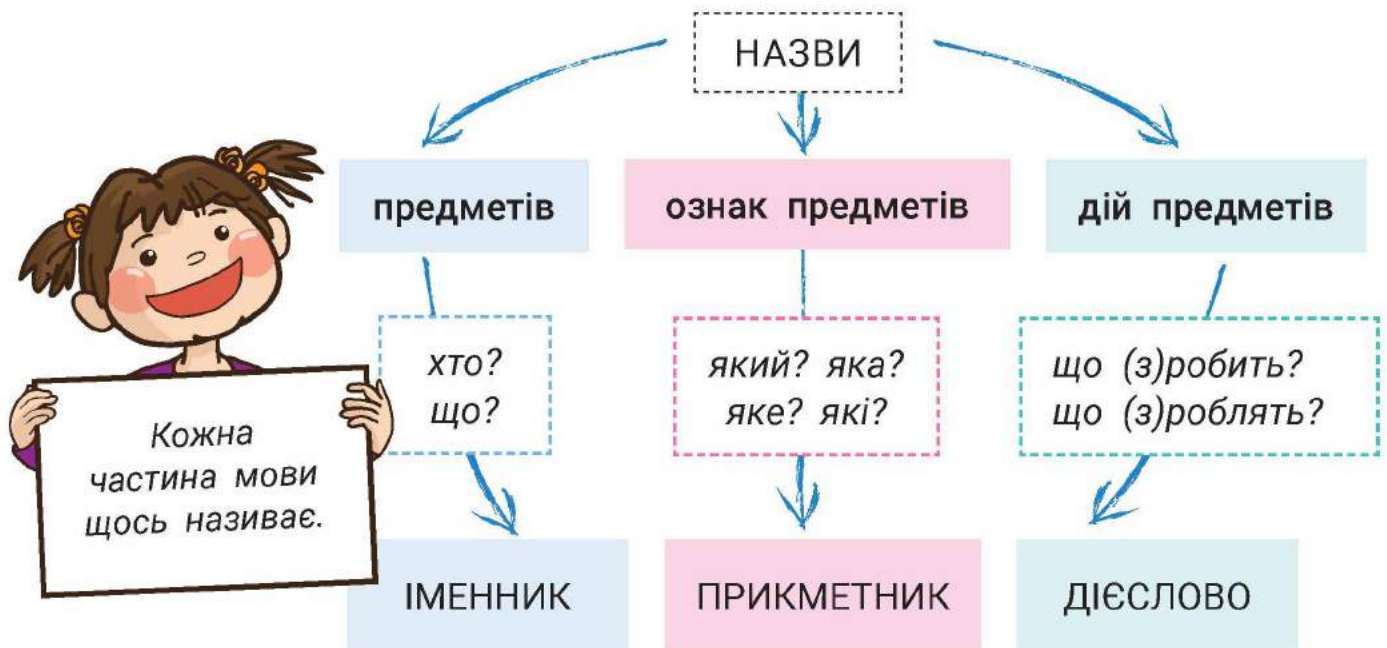 НАЗВИ
предметів
ознак предметів
дій предметів
хто?
що?
який? яка?
яке? які?
що (з)робить?
що (з)роблять?
Кожна
частина мови
щось називає.
ІМЕННИК
ПРИКМЕТНИК
ДІЄСЛОВО